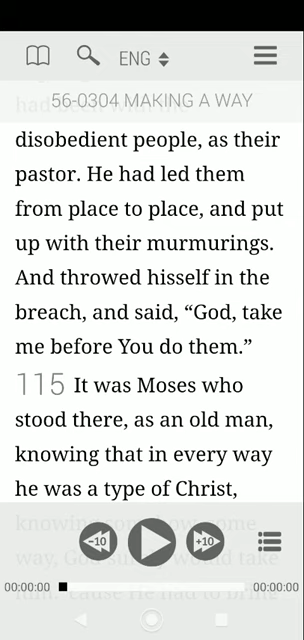 ENG
56-0304 MAKING A WAY
disobedient people, as their
pastor. He had led them
from place to place, and put
up with their murmurings.
And throwed hisself in the
breach, and said, “God, take
me before You do them.”
115 It was Moses who
stood there, as an old man,
knowing that in every way
he was a type of Christ,
-10 +10
00:00:00 00:00:00